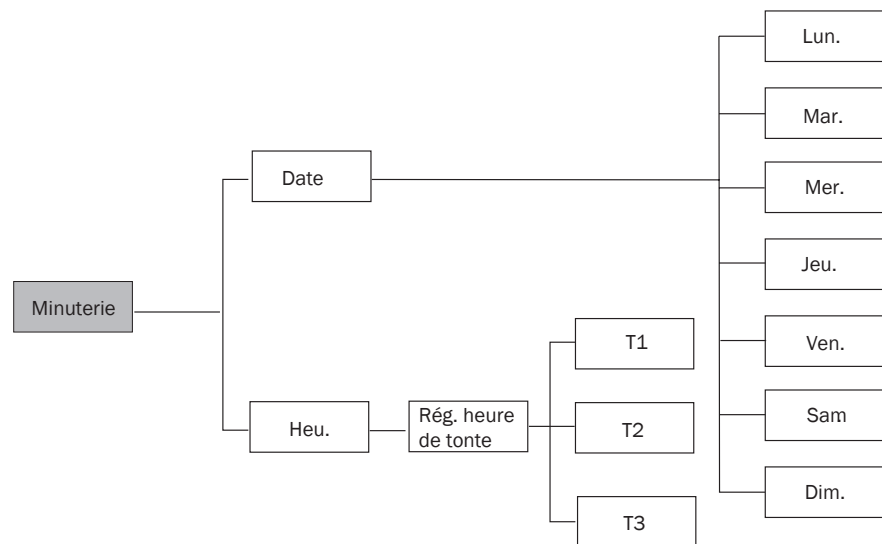 Minuterie
Date
Lun.
Mar.
Mer.
Jeu.
Ven.
Sam
Dim.
Heu.
Rég. heure
de tonte
T1
T2
T3